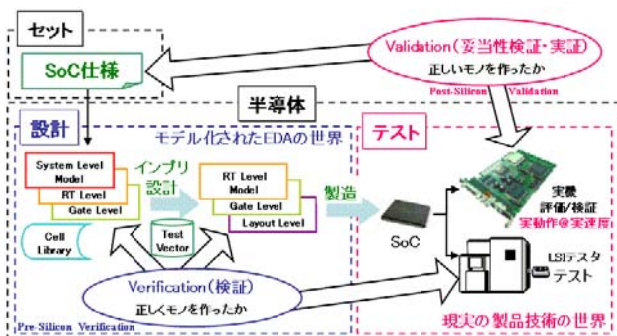 セット
SoC仕様
Validation(妥当性検証・実証)
正しいモノを作ったか
Post-Silicon Validation
半導体
設計
モデル化されたEDAの世界
テスト
System Level
Model
RT Level
Gate Level
Cell
Library
インプリ
設計
Test
Vector
RT Level
Model
Gate Level
Layout Level
製造
SoC
実機
評価/検証
実動作@実速度
LSIテスタ
テスト
Verification(検証)
正しくモノを作ったか
Pre-Silicon Verification
現実の製品技術の世界